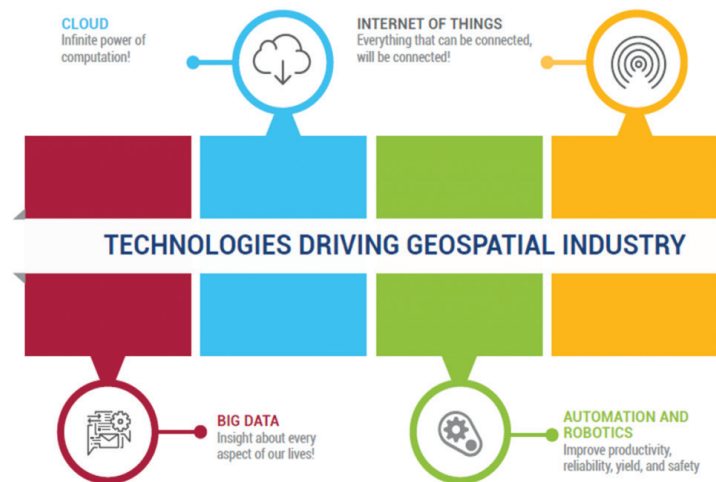 CLOUD
Infinite power of
computation!
INTERNET OF THINGS
Everything that can be connected,
will be connected!
TECHNOLOGIES DRIVING GEOSPATIAL INDUSTRY
BIG DATA
Insight about every
aspect of our lives!
AUTOMATION AND
ROBOTICS
Improve productivity,
reliability, yield, and safety